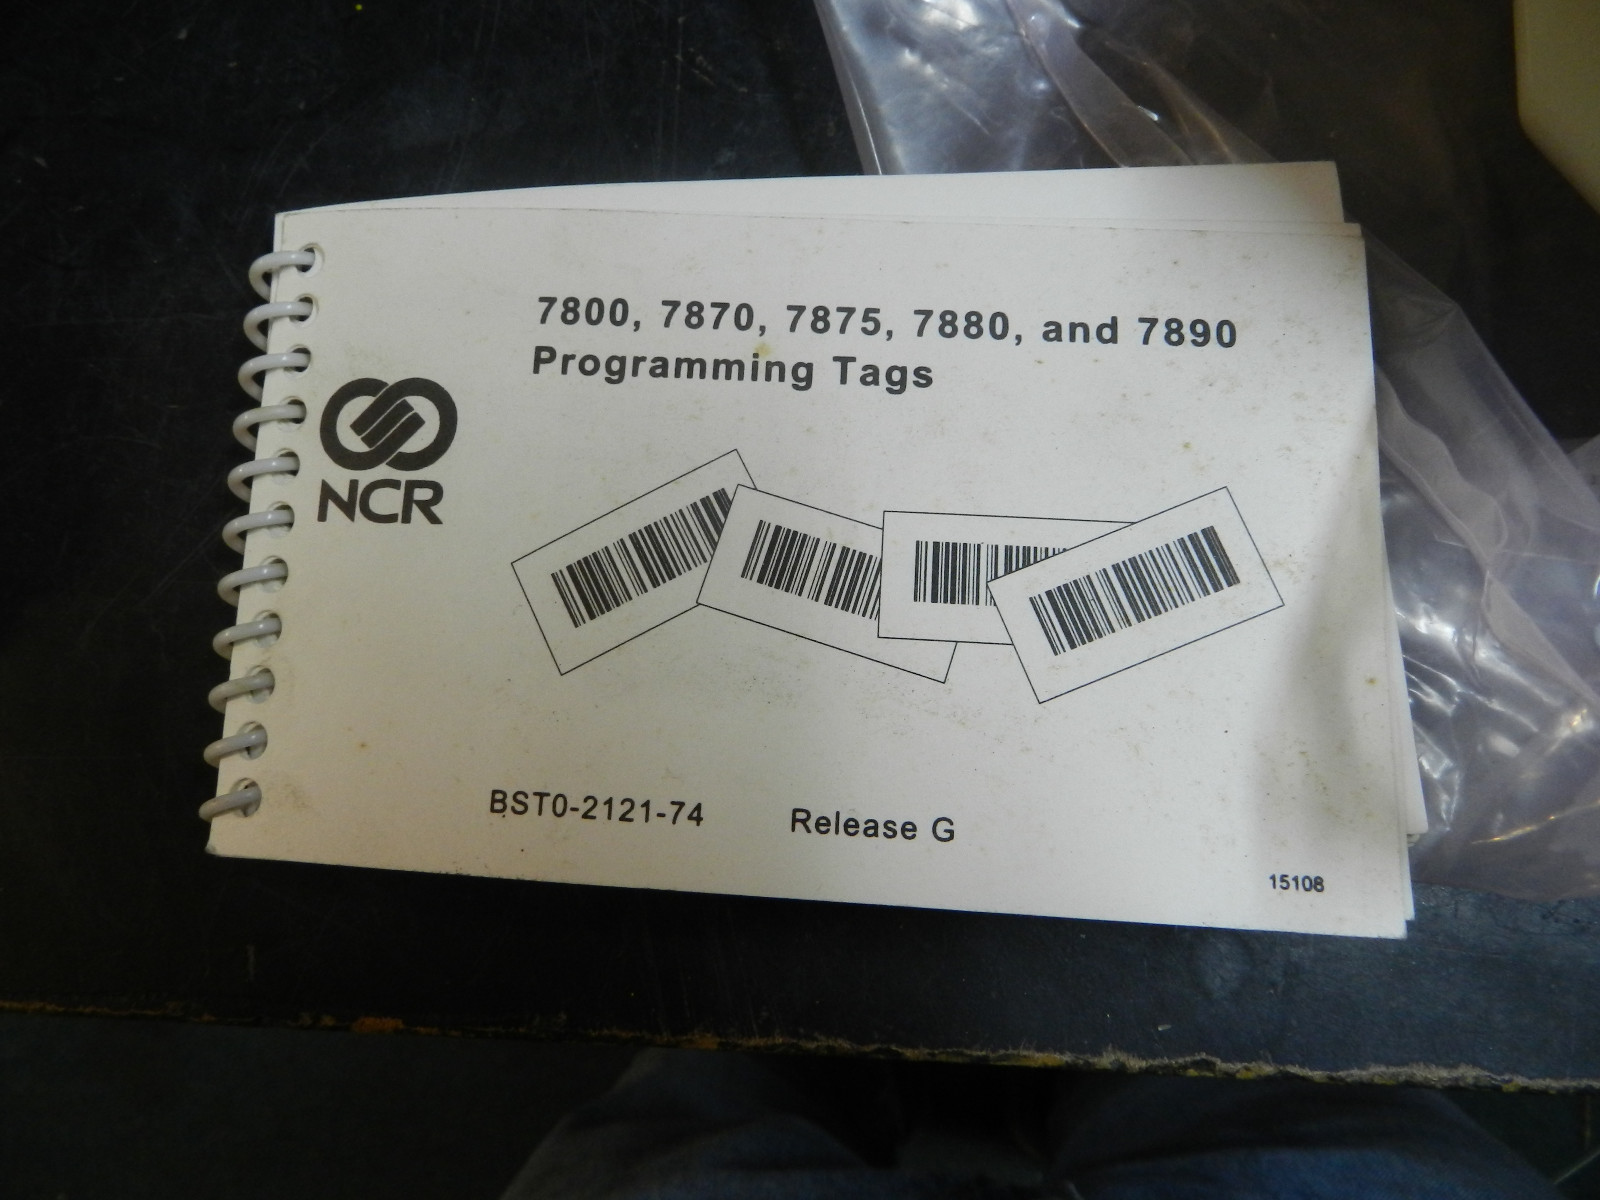 7800, 7870, 7875, 7880, and 7890
Programming Tags
NCR
BST0-2121-74 Release G
15108